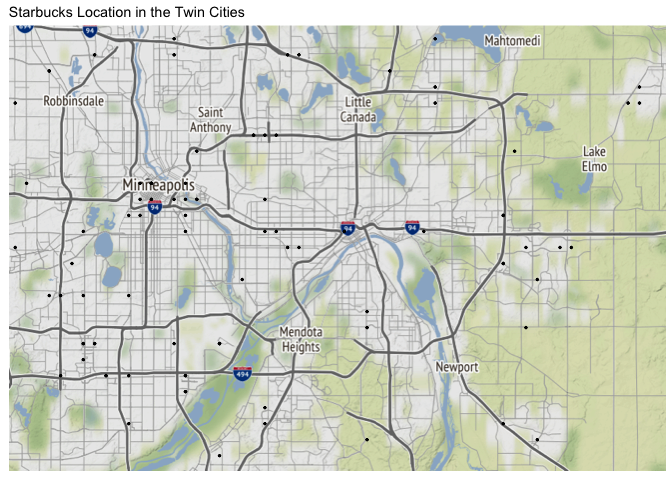 Starbucks Location in the Twin Cities
94
Mahtomedi
Robbinsdale
Little
Canada
Saint
Anthony
Lake
Elmo
Minneapolis
94
94
94
Mendota
Heights
Newport
494